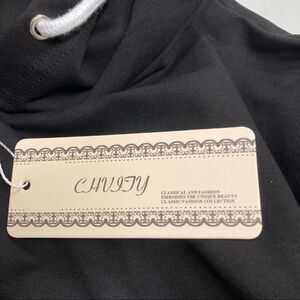 CHVITY
CLASSICAL AND FASHION
EMBODIES THE UNIQUE BEAUTY
CLASSIC FASHION COLLECTION